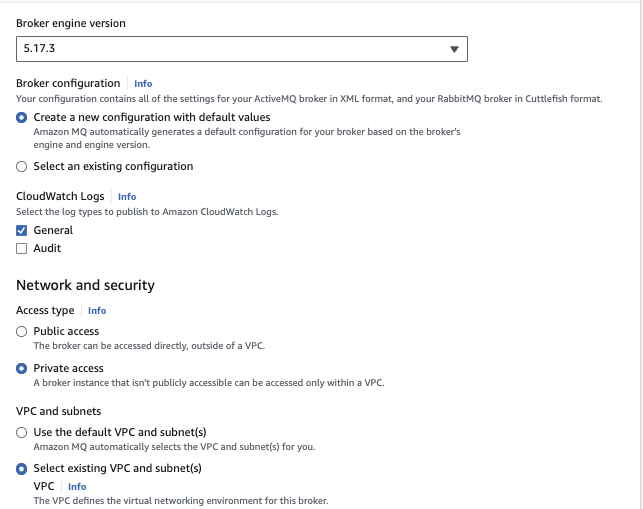 Broker engine version
5.17.3
Broker configuration Info
Your configuration contains all of the settings for your ActiveMQ broker in XML format, and your RabbitMQ broker in Cuttlefish format.
Create a new configuration with default values
Amazon MQ automatically generates a default configuration for your broker based on the broker's
engine and engine version.
Select an existing configuration
CloudWatch Logs Info
Select the log types to publish to Amazon CloudWatch Logs.
General
Audit
Network and security
Access type Info
Public access
The broker can be accessed directly, outside of a VPC.
Private access
A broker instance that isn't publicly accessible can be accessed only within a VPC.
VPC and subnets
Use the default VPC and subnet(s)
Amazon MQ automatically selects the VPC and subnet(s) for you.
Select existing VPC and subnet(s)
VPC Info
The VPC defines the virtual networking environment for this broker.